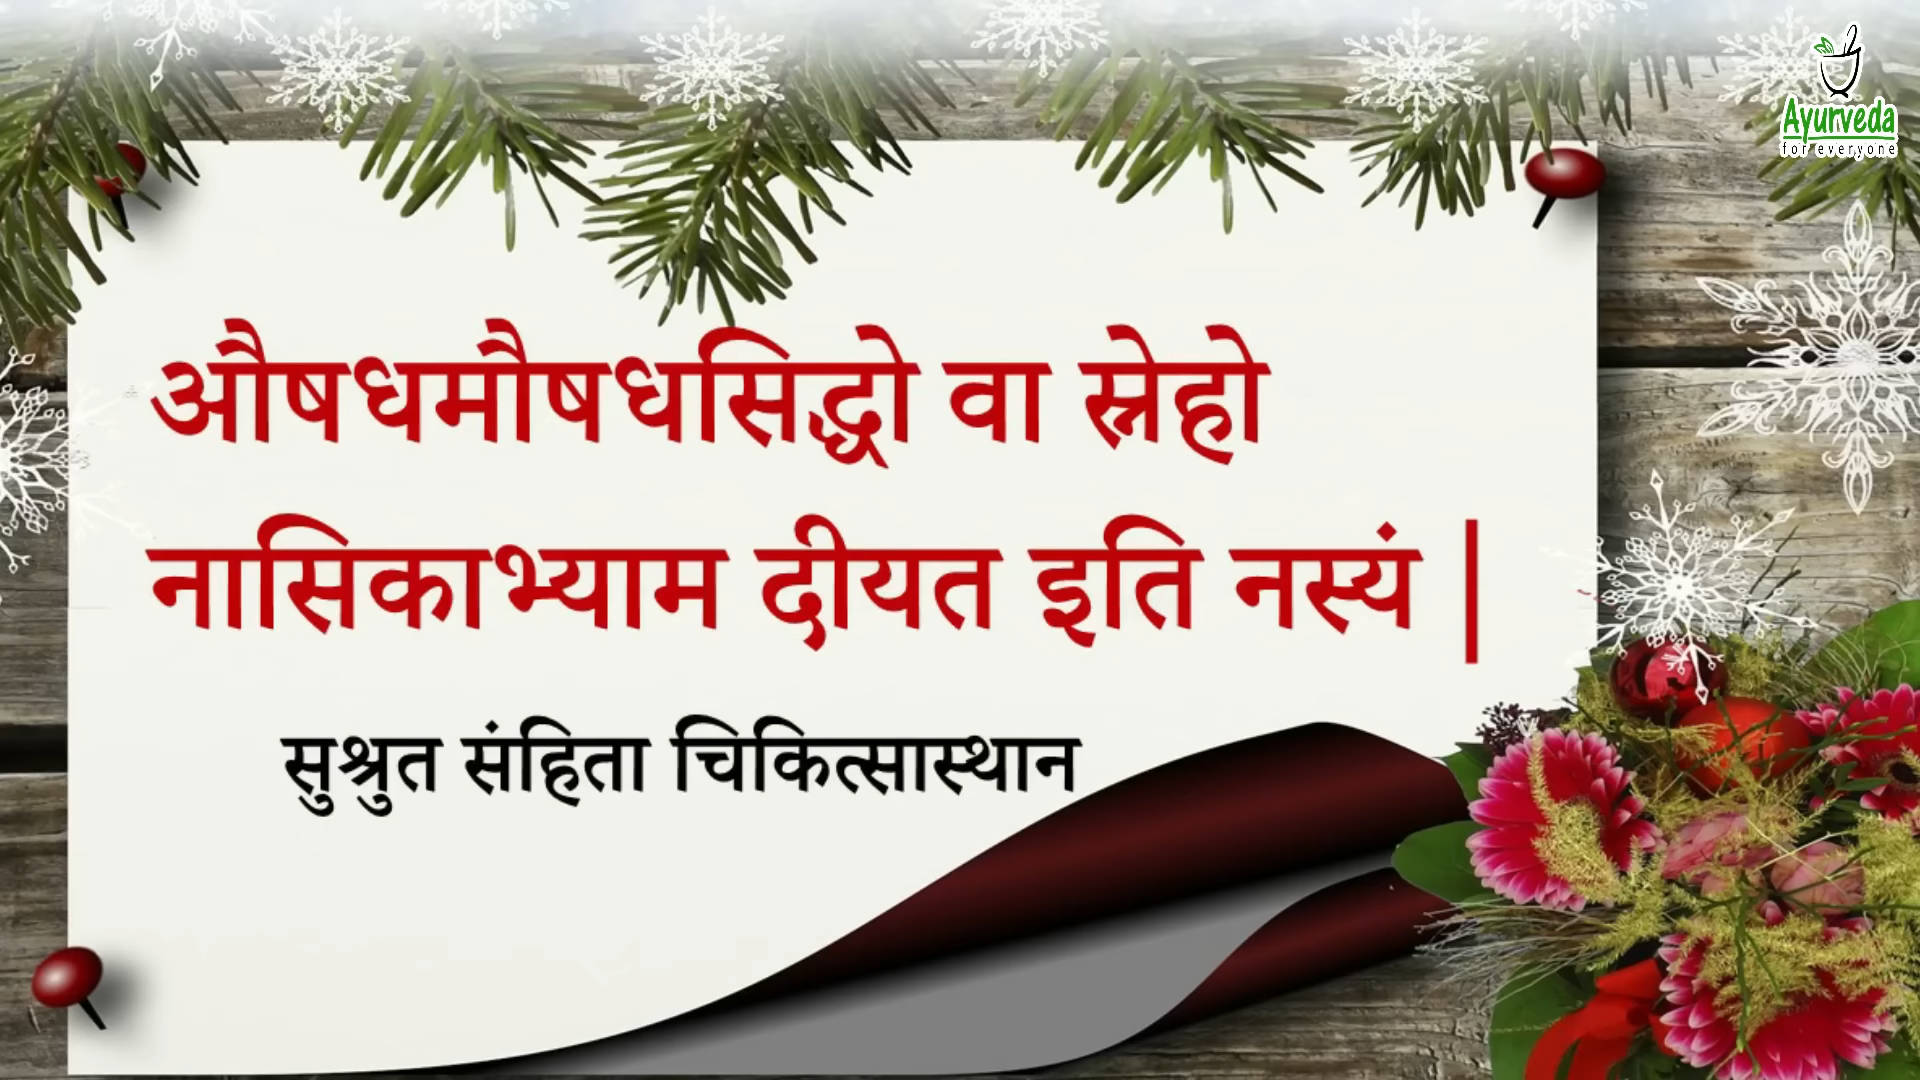 औषधमौषधसिद्धो वा स्नेहो
नासिकाभ्याम दीयत इति नस्यं |
सुश्रुत संहिता चिकित्सास्थान
Ayurveda
for everyone